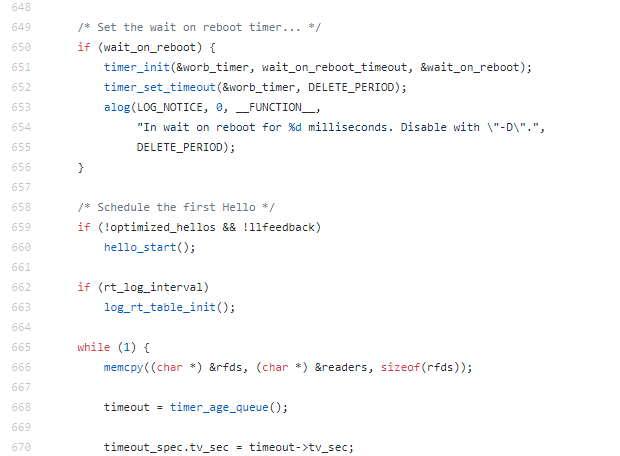 648
649 /* Set the wait on reboot timer... */
650 if (wait_on_reboot) {
651 timer_init(&worb_timer, wait_on_reboot_timeout, &wait_on_reboot);
652 timer_set_timeout(&worb_timer, DELETE_PERIOD);
653 alog(LOG_NOTICE, 0, __FUNCTION__,
654 "In wait on reboot for %d milliseconds. Disable with \"-D\".",
655 DELETE_PERIOD);
656 }
657
658 /* Schedule the first Hello */
659 if (!optimized_hellos && !llfeedback)
660 hello_start();
661
662 if (rt_log_interval)
663 log_rt_table_init();
664
665 while (1) {
666 memcpy((char *) &rfds, (char *) &readers, sizeof(rfds));
667
668 timeout = timer_age_queue();
669
670 timeout_spec.tv_sec = timeout->tv_sec;